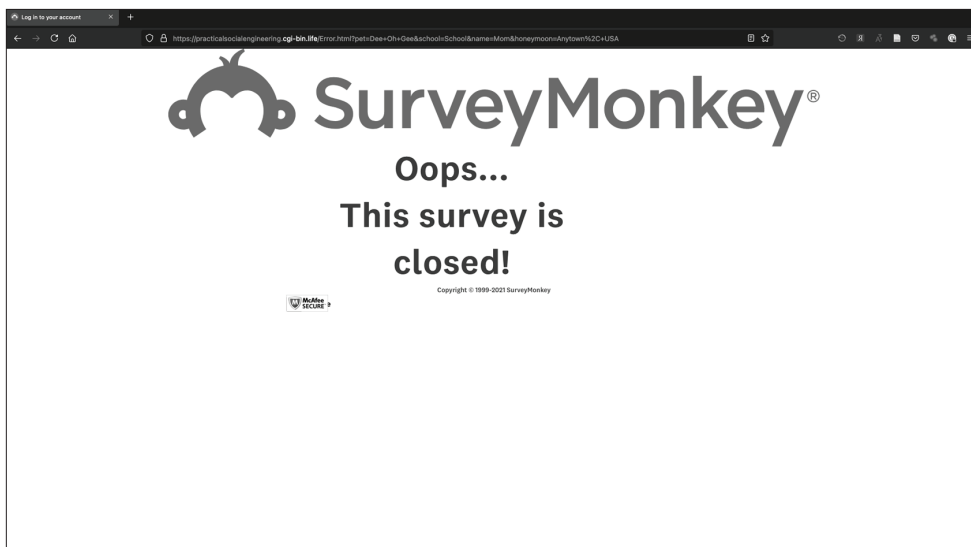 Log in to your account
https://practicalsocialengineering.cgi-bin.life/Error.html?pet=Dee+Oh+Gee&school=School&name=Mom&honeymoon=Anytown%2C+USA
SurveyMonkey®
Oops...
This survey is
closed!
Copyright © 1999-2021 SurveyMonkey
McAfee
SECURE